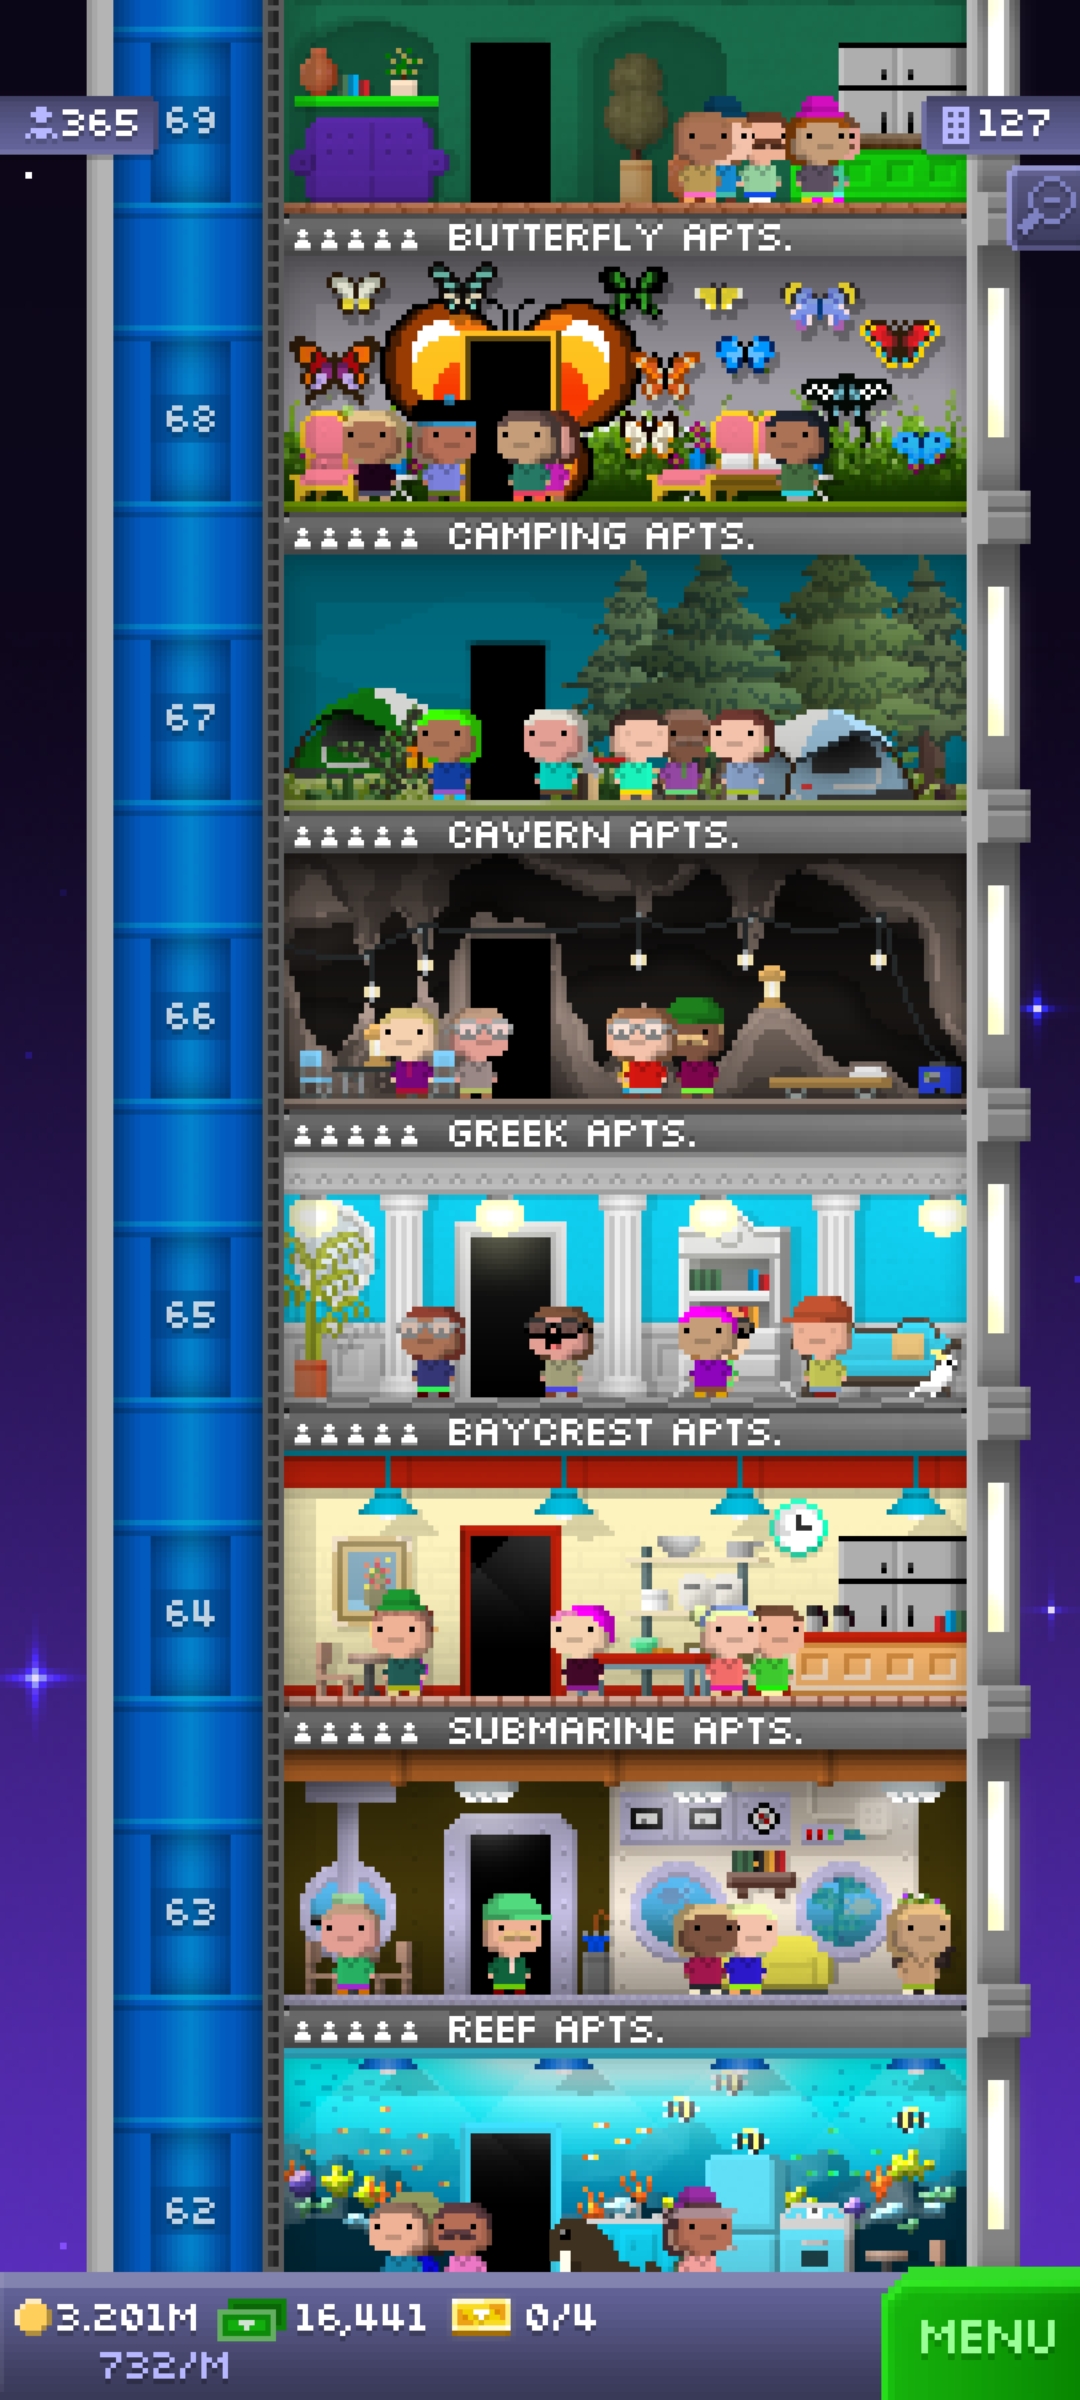 365
69
127
BUTTERFLY APTS.
68
CAMPING APTS.
67
CAVERN APTS.
66
GREEK APTS.
65
BAYCREST APTS.
64
SUBMARINE APTS.
63
REEF APTS.
62
3.201M 16,441 0/4
732/M
MENU